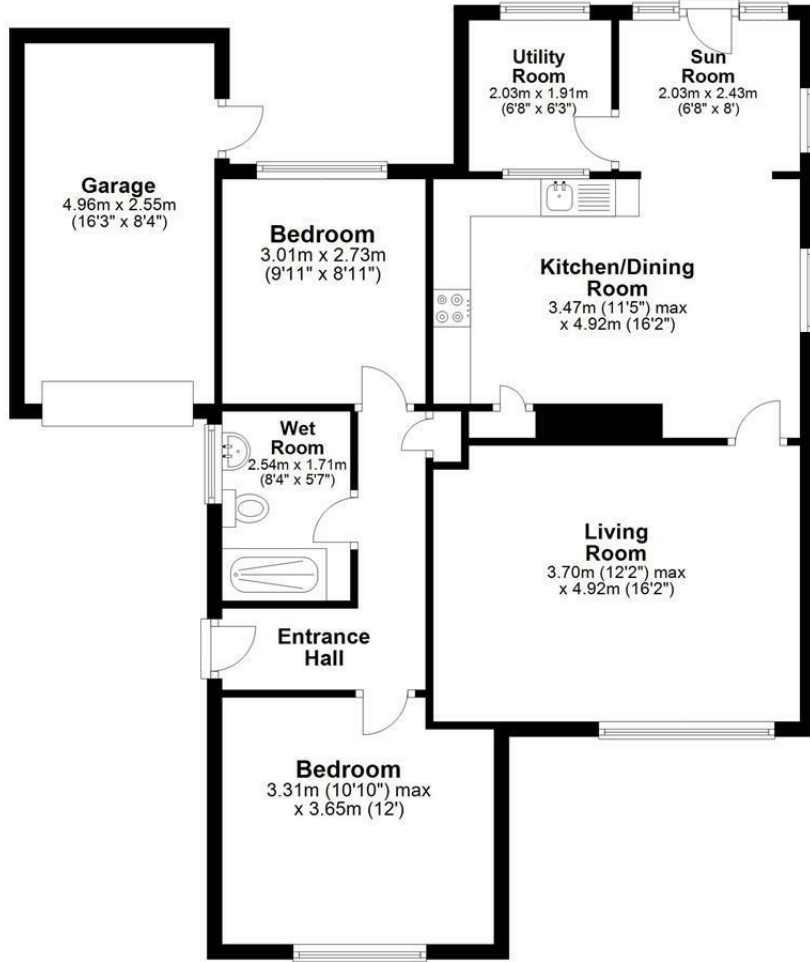 Utility
Room
2.03m x 1.91m
(6'8" x 6'3")
Sun
Room
2.03m x 2.43m
(6'8" x 8')
Garage
4.96m x 2.55m
(16'3" x 8'4")
Bedroom
3.01m x 2.73m
(9'11" x 8'11")
Kitchen/Dining
Room
3.47m (11'5") max
x 4.92m (16'2")
Wet
Room
2.54m x 1.71m
(8'4" x 5'7")
Living
Room
3.70m (12'2") max
x 4.92m (16'2")
Entrance
Hall
Bedroom
3.31m (10'10") max
x 3.65m (12')